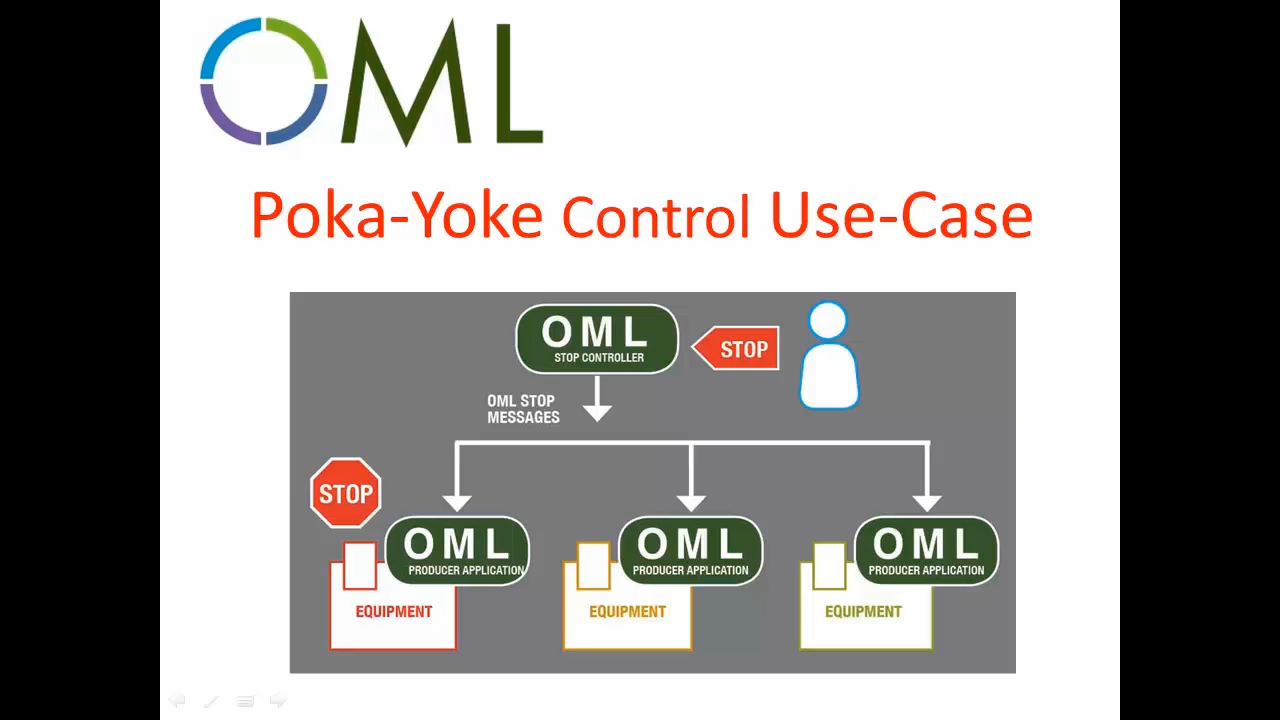 OML
Poka-Yoke Control Use-Case
OML
STOP CONTROLLER
STOP
OML STOP
MESSAGES
STOP
OML
PRODUCER APPLICATION
EQUIPMENT
OML
PRODUCER APPLICATION
EQUIPMENT
OML
PRODUCER APPLICATION
EQUIPMENT